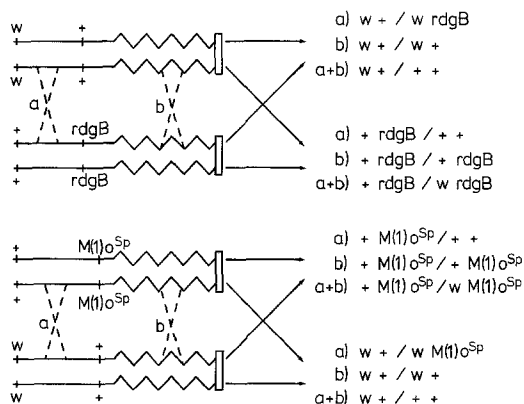 w +
w +
a b
+ rdgB
+ rdgB
a) w + / w rdgB
b) w + / w +
a+b) w + / + +
a) + rdgB / + +
b) + rdgB / + rdgB
a+b) + rdgB / w rdgB
+ M(1)o^Sp
+ M(1)o^Sp
a b
w +
w +
a) + M(1)o^Sp / + +
b) + M(1)o^Sp / + M(1)o^Sp
a+b) + M(1)o^Sp / w M(1)o^Sp
a) w + / w M(1)o^Sp
b) w + / w +
a+b) w + / + +